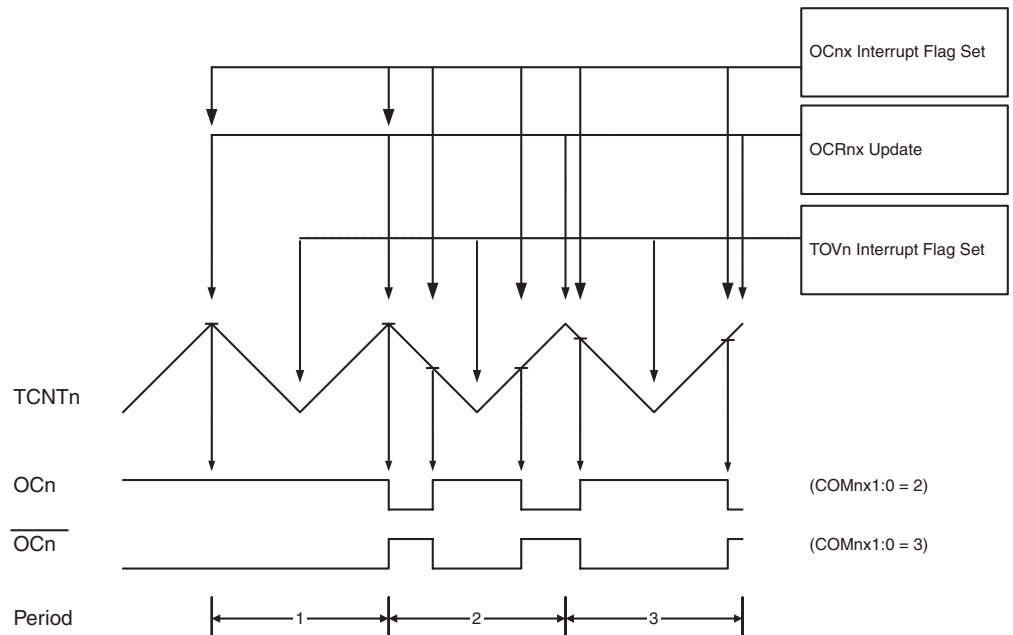 OCnx Interrupt Flag Set
OCRnx Update
TOVn Interrupt Flag Set
TCNTn
OCn
(COMnx1:0 = 2)
OCn
(COMnx1:0 = 3)
Period
1
2
3